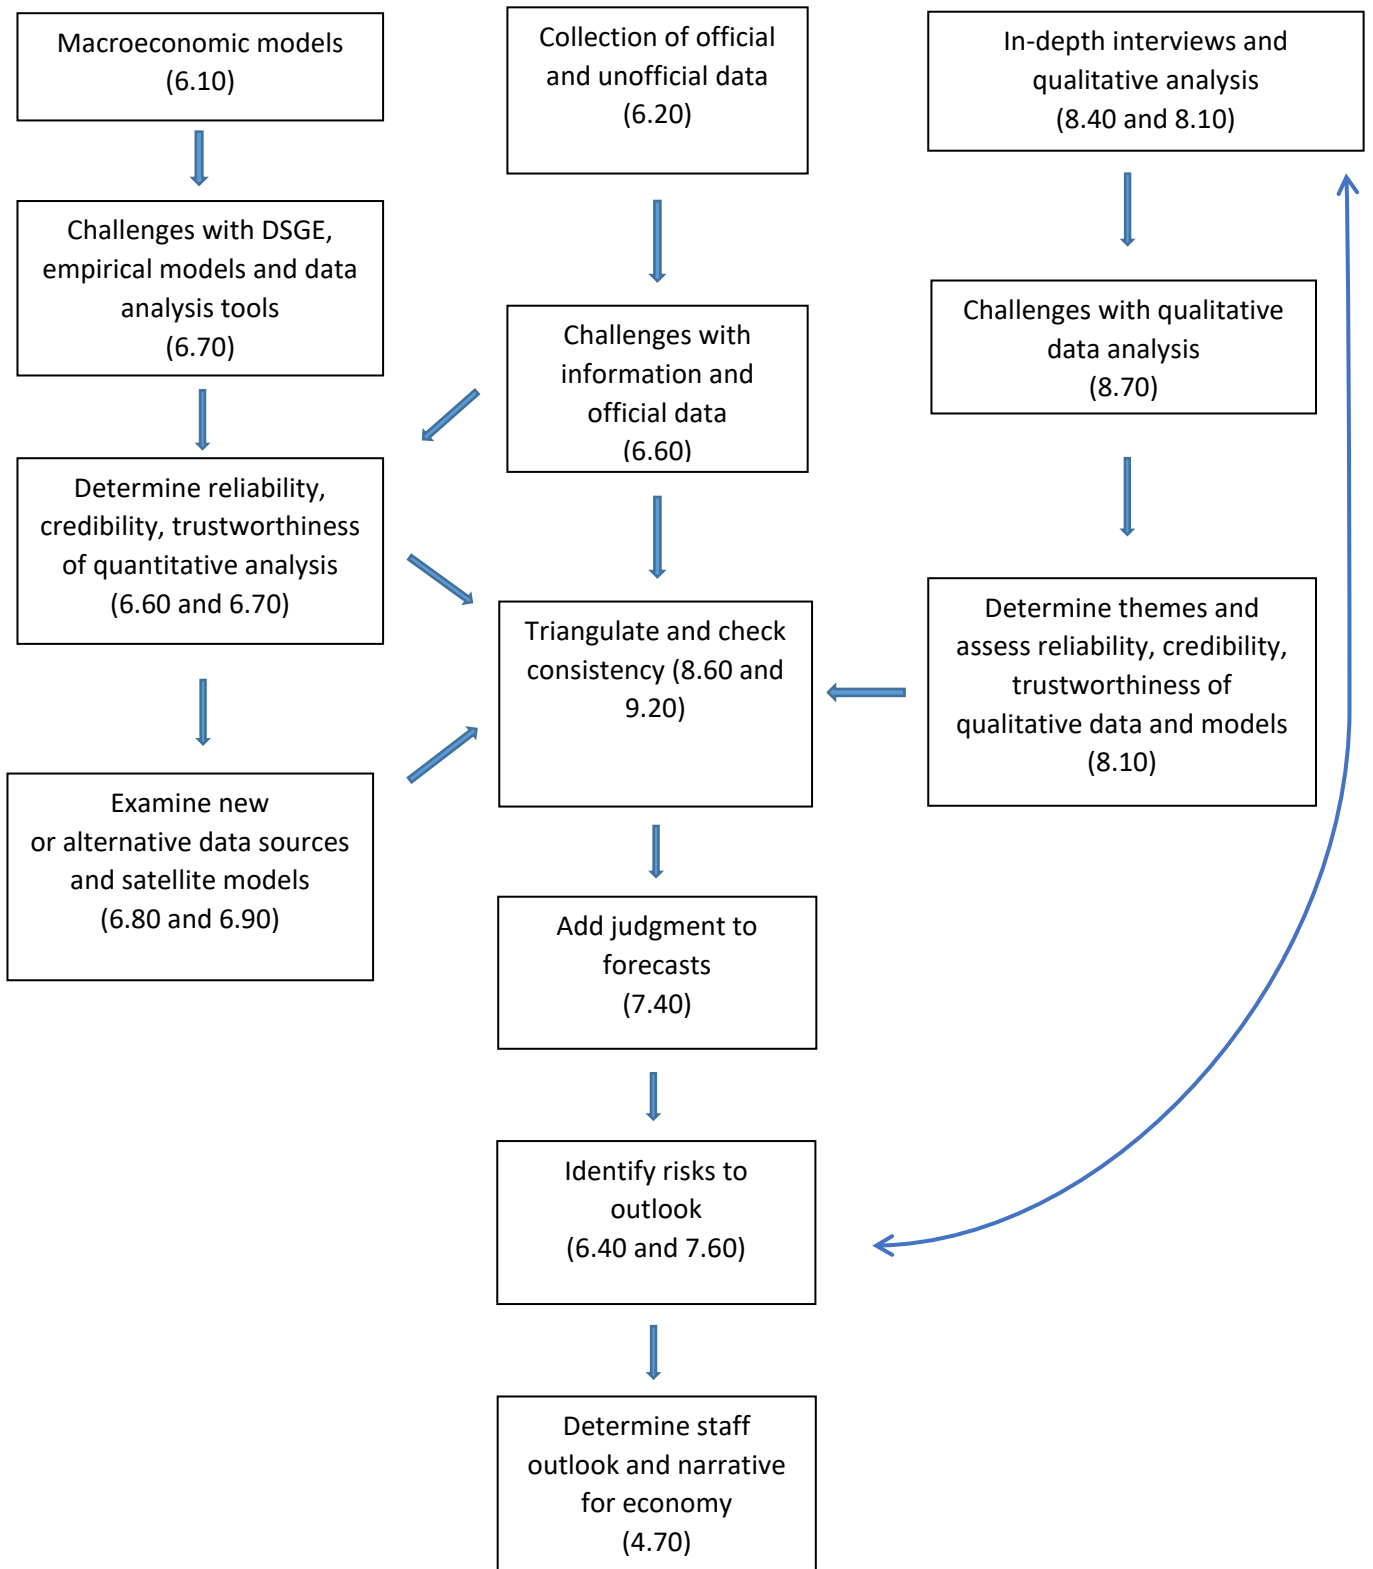 Macroeconomic models
(6.10)
Collection of official
and unofficial data
(6.20)
In-depth interviews and
qualitative analysis
(8.40 and 8.10)
Challenges with DSGE,
empirical models and data
analysis tools
(6.70)
Challenges with
information and
official data
(6.60)
Challenges with qualitative
data analysis
(8.70)
Determine reliability,
credibility, trustworthiness
of quantitative analysis
(6.60 and 6.70)
Triangulate and check
consistency (8.60 and
9.20)
Determine themes and
assess reliability, credibility,
trustworthiness of
qualitative data and models
(8.10)
Examine new
or alternative data sources
and satellite models
(6.80 and 6.90)
Add judgment to
forecasts
(7.40)
Identify risks to
outlook
(6.40 and 7.60)
Determine staff
outlook and narrative
for economy
(4.70)